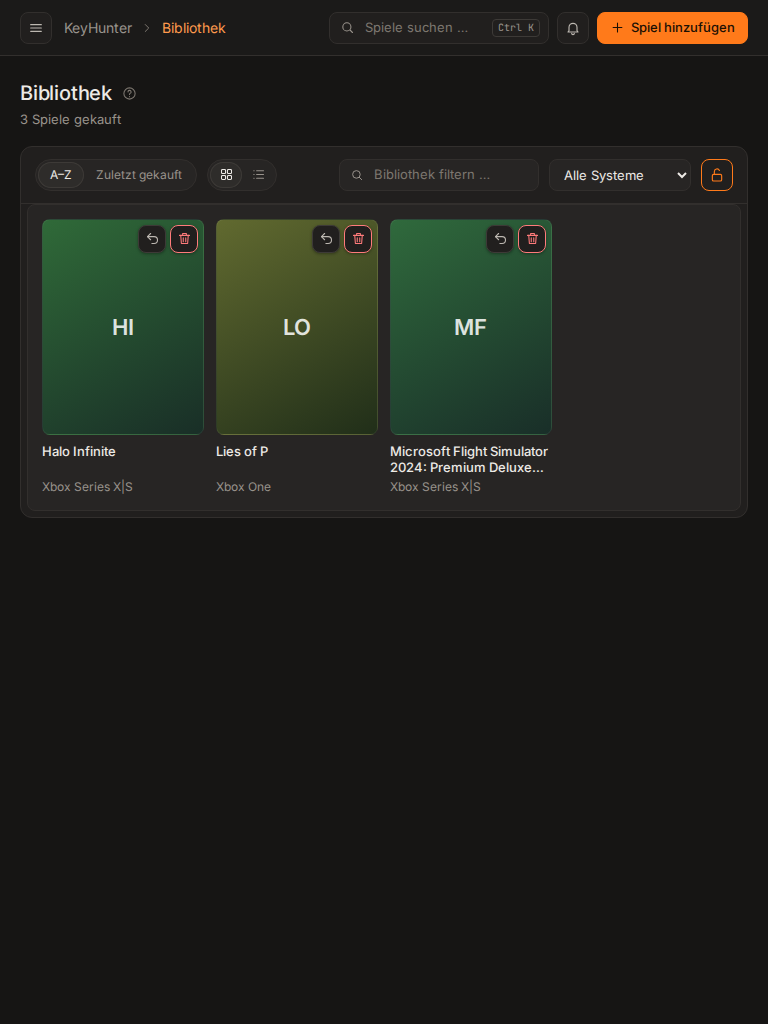 KeyHunter > Bibliothek
Spiele suchen ...
Ctrl K
Spiel hinzufügen
Bibliothek
3 Spiele gekauft
A–Z
Zuletzt gekauft
Bibliothek filtern ...
Alle Systeme
HI
LO
MF
Halo Infinite
Xbox Series X|S
Lies of P
Xbox One
Microsoft Flight Simulator
2024: Premium Deluxe...
Xbox Series X|S